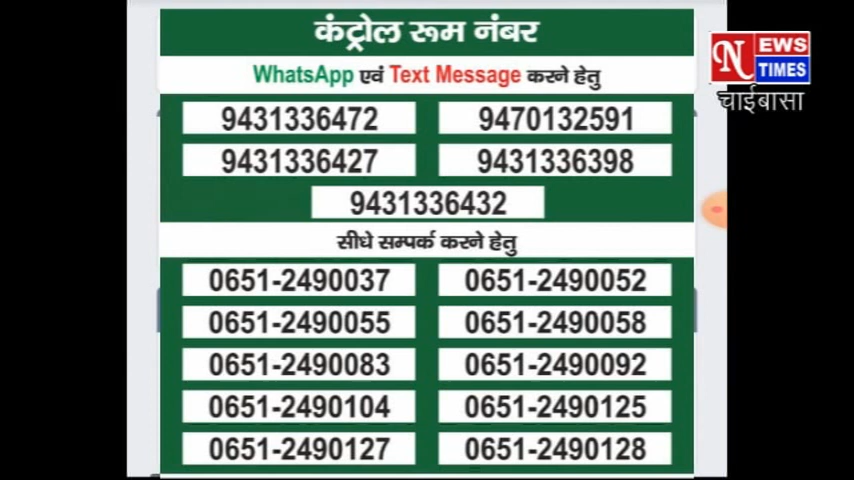 कंट्रोल रूम नंबर
WhatsApp एवं Text Message करने हेतु
9431336472 9470132591
9431336427 9431336398
9431336432
सीधे सम्पर्क करने हेतु
0651-2490037 0651-2490052
0651-2490055 0651-2490058
0651-2490083 0651-2490092
0651-2490104 0651-2490125
0651-2490127 0651-2490128
NEWS
TIMES
चाईबासा